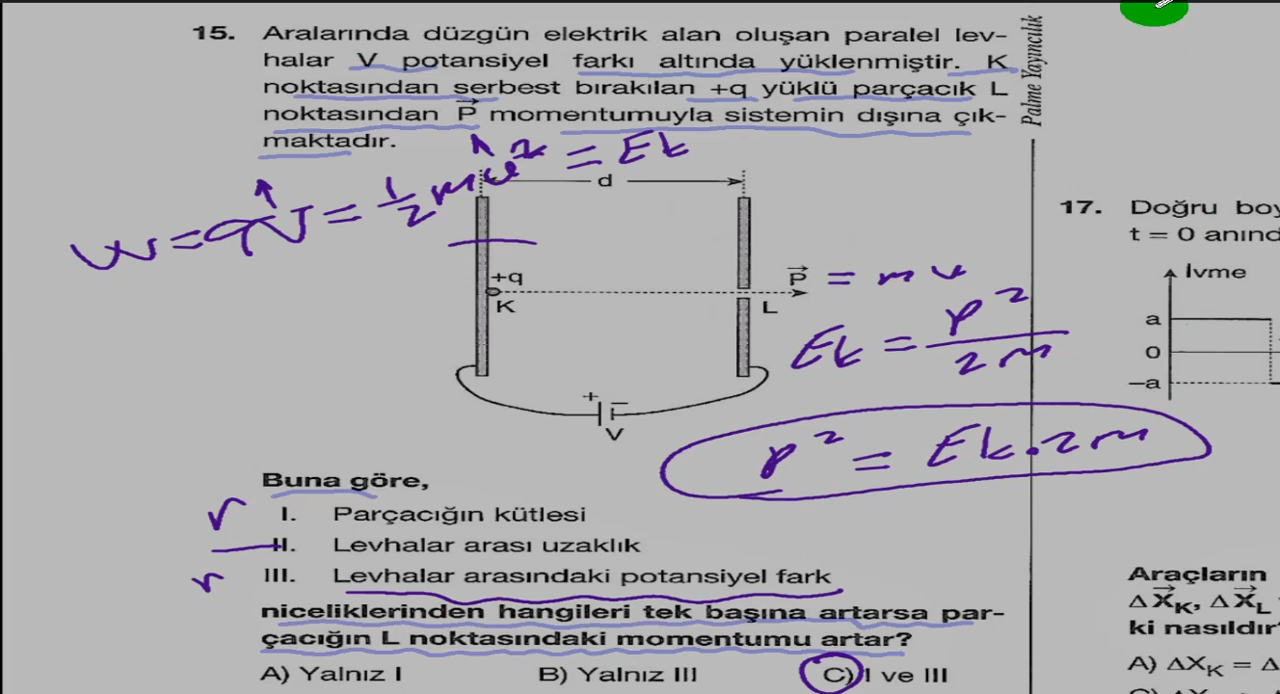 15. Aralarında düzgün elektrik alan oluşan paralel lev-
halar V potansiyel farkı altında yüklenmiştir. K
noktasından serbest bırakılan +q yüklü parçacık L
noktasından P momentumuyla sistemin dışına çık-
maktadır.
Palme Yayıncılık
W = qV = 1/2 mv² = Ek
d
+q
K
L
P = mv
Ek = P²/2m
+ −
V
P² = Ek.2m
Buna göre,
I. Parçacığın kütlesi
II. Levhalar arası uzaklık
III. Levhalar arasındaki potansiyel fark
niceliklerinden hangileri tek başına artarsa par-
çacığın L noktasındaki momentumu artar?
A) Yalnız I B) Yalnız III C) I ve III
17. Doğru boy
t = 0 anınd
İvme
a
0
−a
Araçların
ΔXK, ΔXL
ki nasıldır
A) ΔXK = Δ